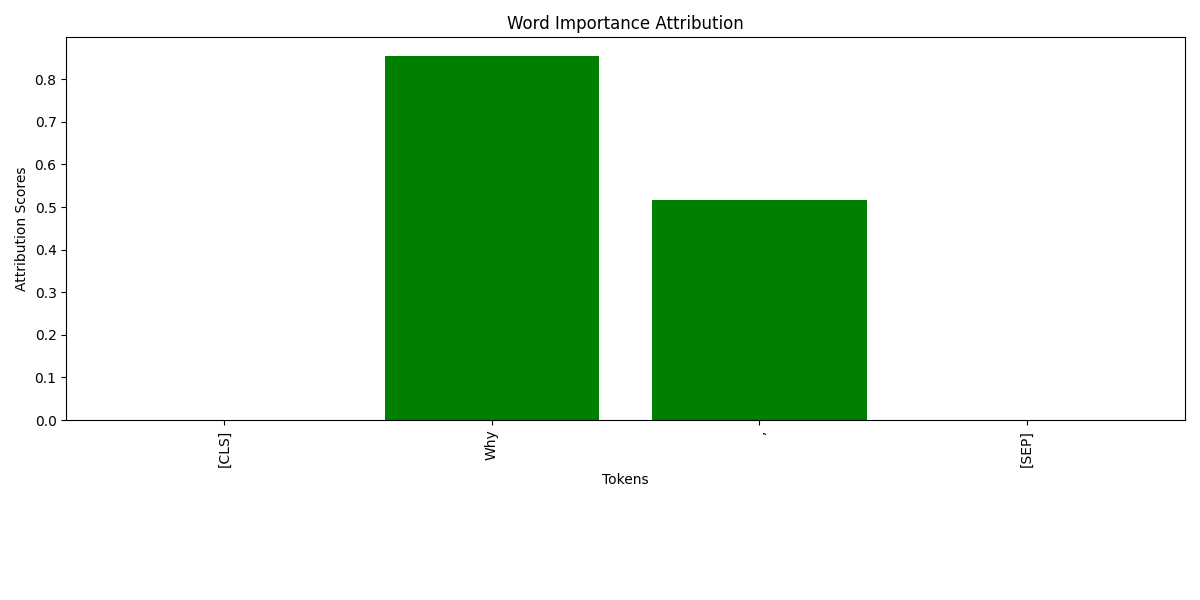 Word Importance Attribution
Attribution Scores
0.8
0.7
0.6
0.5
0.4
0.3
0.2
0.1
0.0
[CLS]
Why
,
[SEP]
Tokens